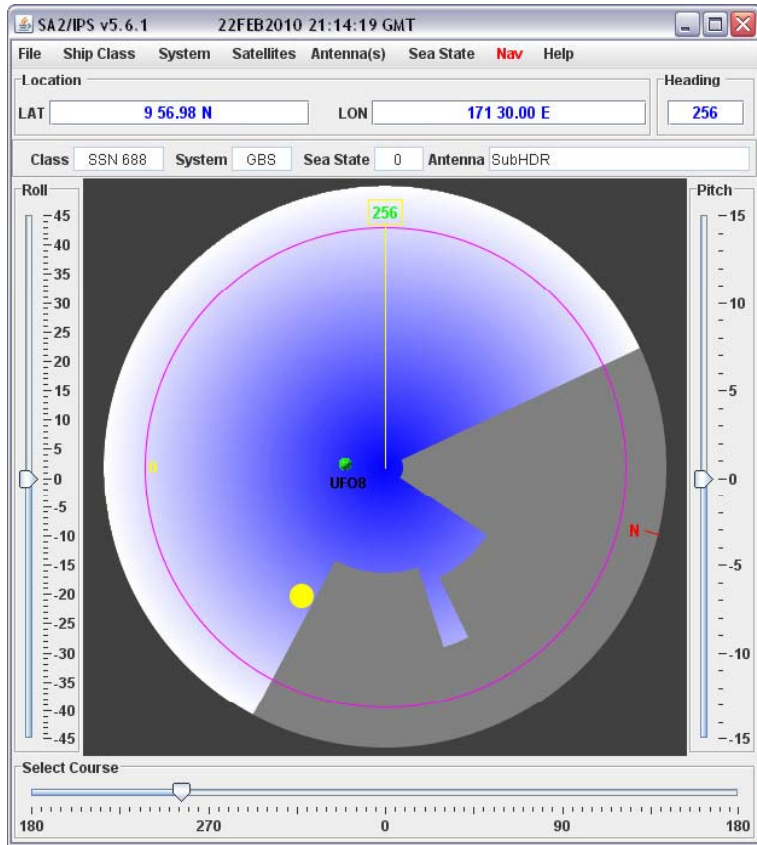 SA2/IPS v5.6.1 22FEB2010 21:14:19 GMT
File Ship Class System Satellites Antenna(s) Sea State Nav Help
Location Heading
LAT 9 56.98 N LON 171 30.00 E 256
Class SSN 688 System GBS Sea State 0 Antenna SubHDR
Roll Pitch
256
45
40
35
30
25
20
15
10
5
0
-5
-10
-15
-20
-25
-30
-35
-40
-45
UFO8
N
15
10
5
0
-5
-10
-15
Select Course
180 270 0 90 180